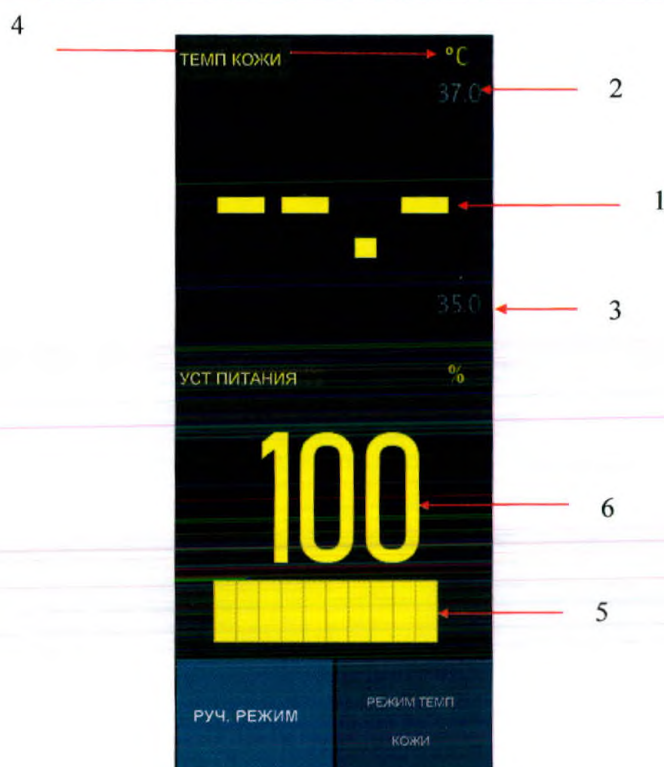 4
ТЕМП КОЖИ °C
37.0 2
-- -- . -- 1
35.0 3
УСТ ПИТАНИЯ %
100 6
5
РУЧ. РЕЖИМ
РЕЖИМ ТЕМП
КОЖИ